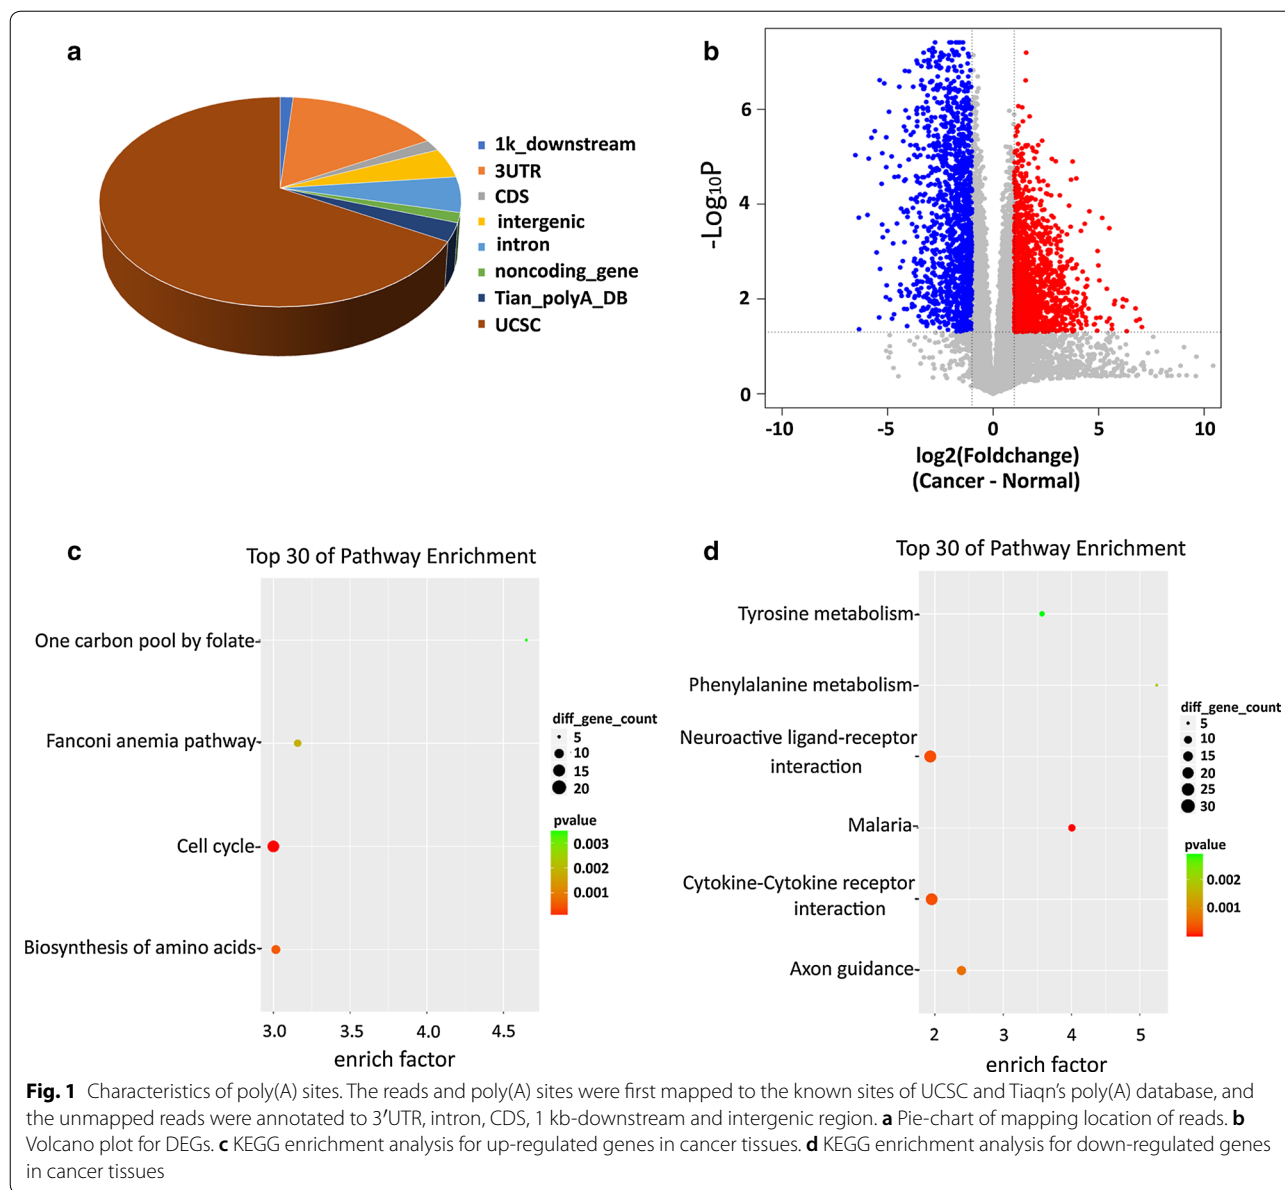 a
1k_downstream
3UTR
CDS
intergenic
intron
noncoding_gene
Tian_polyA_DB
UCSC
b
-Log₁₀P
6
4
2
0
-10
-5
0
5
10
log2(Foldchange)
(Cancer - Normal)
c
Top 30 of Pathway Enrichment
One carbon pool by folate
Fanconi anemia pathway
Cell cycle
Biosynthesis of amino acids
3.0
3.5
4.0
4.5
enrich factor
diff_gene_count
5
10
15
20
pvalue
0.003
0.002
0.001
d
Top 30 of Pathway Enrichment
Tyrosine metabolism
Phenylalanine metabolism
Neuroactive ligand-receptor
interaction
Malaria
Cytokine-Cytokine receptor
interaction
Axon guidance
2
3
4
5
enrich factor
diff_gene_count
5
10
15
20
25
30
pvalue
0.002
0.001
Fig. 1 Characteristics of poly(A) sites. The reads and poly(A) sites were first mapped to the known sites of UCSC and Tiaqn's poly(A) database, and
the unmapped reads were annotated to 3′UTR, intron, CDS, 1 kb-downstream and intergenic region. a Pie-chart of mapping location of reads. b
Volcano plot for DEGs. c KEGG enrichment analysis for up-regulated genes in cancer tissues. d KEGG enrichment analysis for down-regulated genes
in cancer tissues